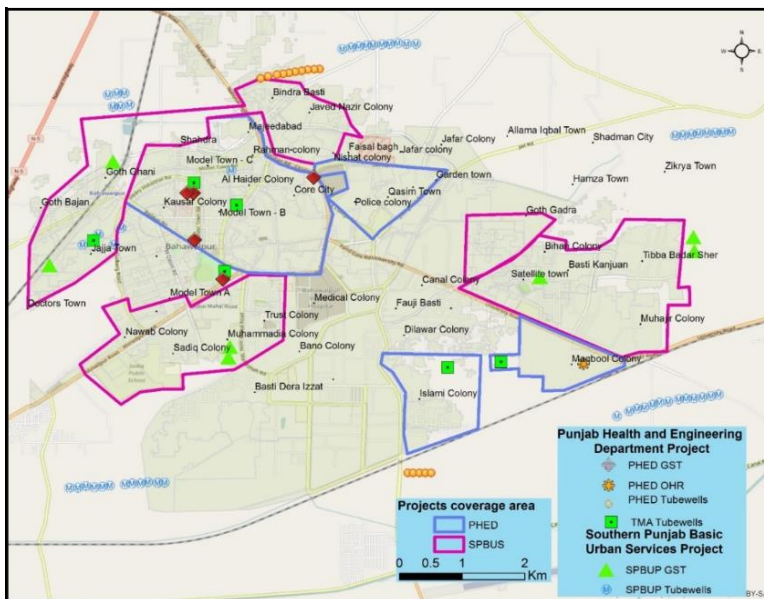 N
W E
S
Bindra Basti
Javed Nazir Colony
Majeedabad
Shahdra
Rahman-colony
Faisal bagh
Nishat colony
Jafar colony
Jafar Colony
Allama Iqbal Town
Shadman City
Model Town - C
Goth Ghani
Al Haider Colony
Core City
Garden town
Qasim Town
Hamza Town
Zikrya Town
Goth Bajan
Kausar Colony
Model Town - B
Police colony
Goth Gadra
Jajja Town
Bahawalpur
Bihari Colony
Basti Kanjuan
Tibba Badar Sher
Doctors Town
Model Town A
Canal Colony
Satellite town
Medical Colony
Fauji Basti
Trust Colony
Muhajir Colony
Nawab Colony
Muhammadia Colony
Dilawar Colony
Sadiq Colony
Bano Colony
Maqbool Colony
Basti Dera Izzat
Islami Colony
Projects coverage area
PHED
SPBUS
0 0.5 1 2
Km
Punjab Health and Engineering
Department Project
PHED GST
PHED OHR
PHED Tubewells
TMA Tubewells
Southern Punjab Basic
Urban Services Project
SPBUP GST
SPBUP Tubewells
BY-SA